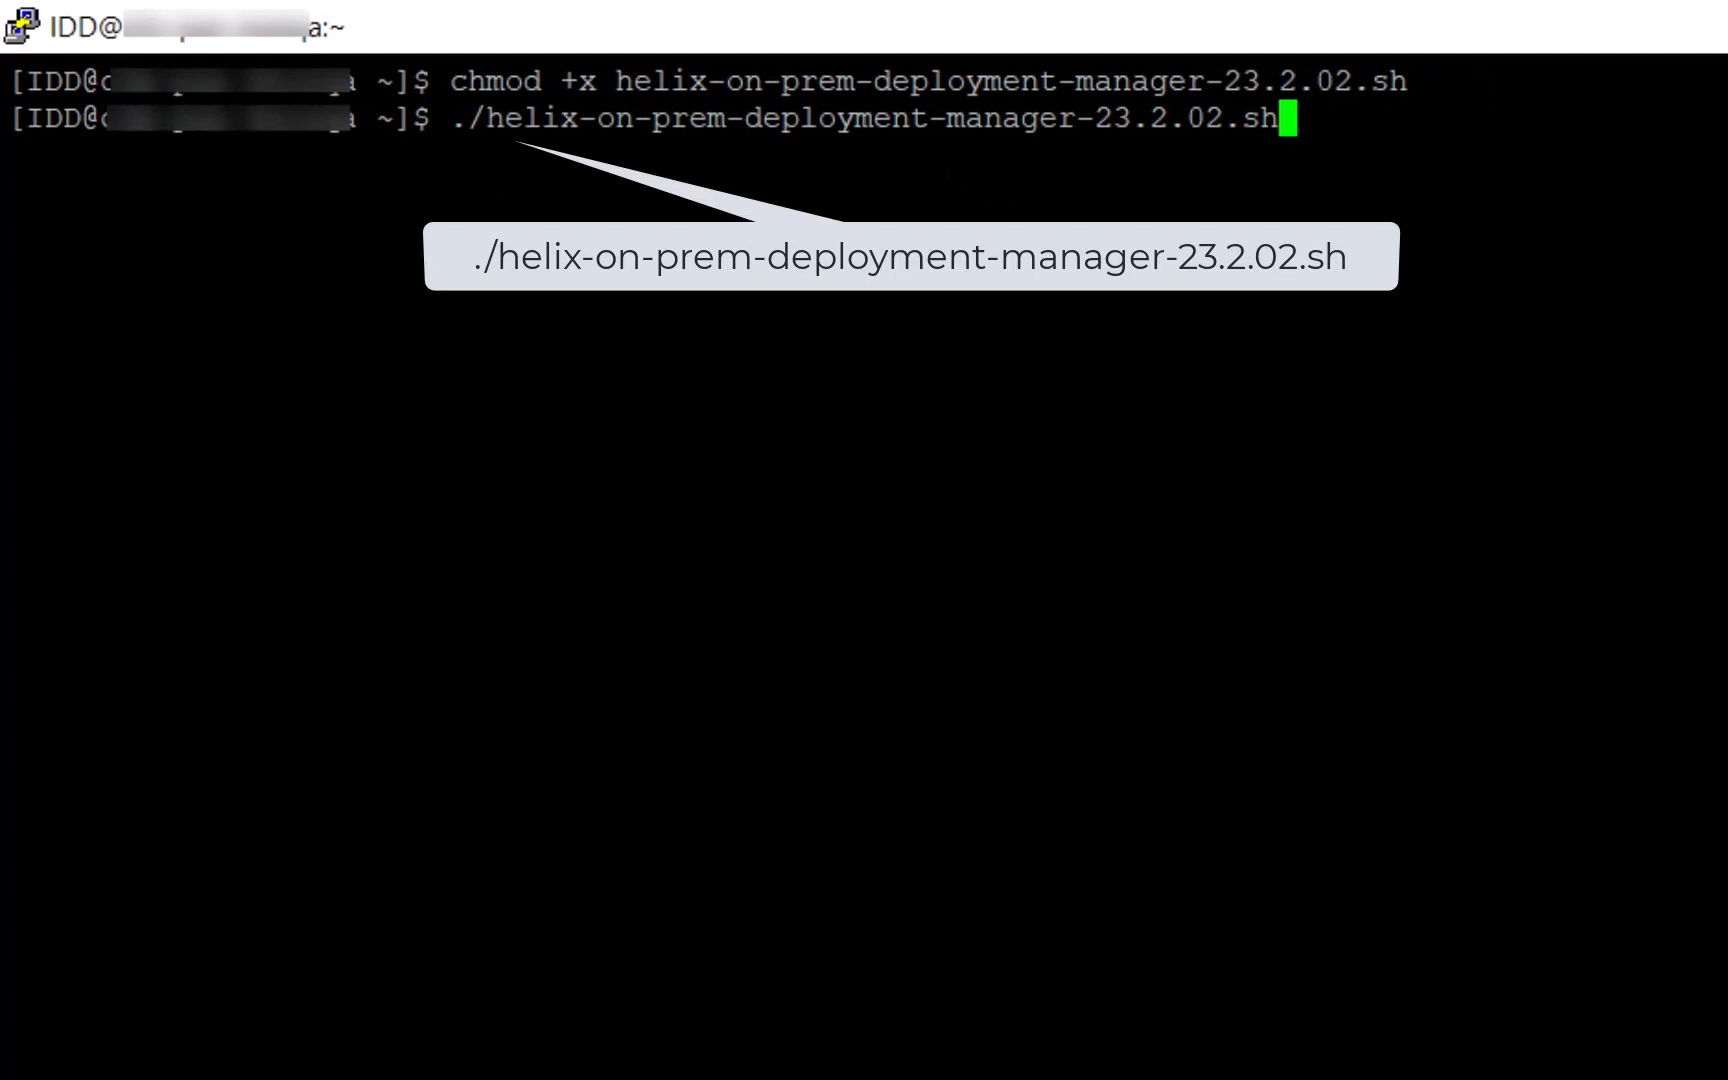 IDD@ a:~
[IDD@ ~]$ chmod +x helix-on-prem-deployment-manager-23.2.02.sh
[IDD@ ~]$ ./helix-on-prem-deployment-manager-23.2.02.sh
./helix-on-prem-deployment-manager-23.2.02.sh